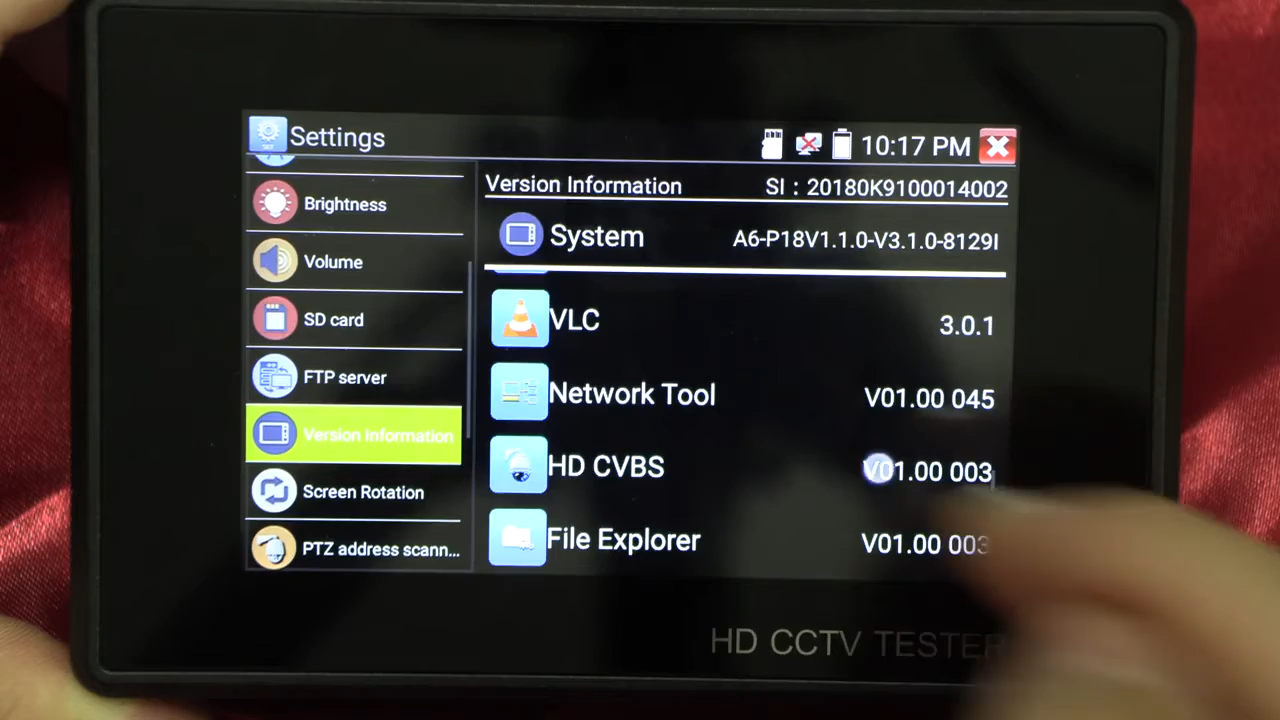 Settings
10:17 PM
Brightness
Volume
SD card
FTP server
Version Information
Screen Rotation
PTZ address scann...
Version Information SI : 20180K9100014002
System A6-P18V1.1.0-V3.1.0-8129I
VLC 3.0.1
Network Tool V01.00 045
HD CVBS V01.00 003
File Explorer V01.00 003
HD CCTV TESTER